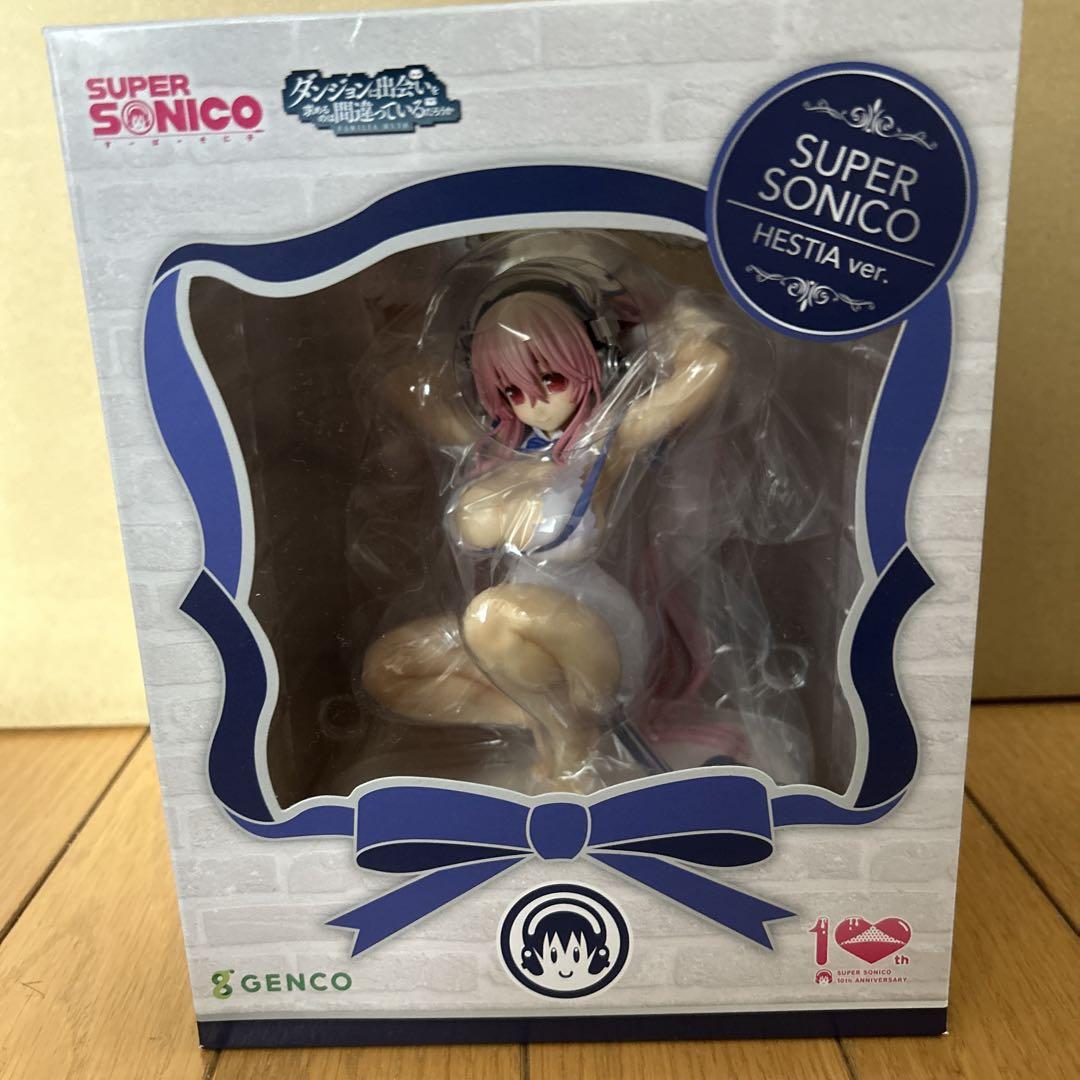 SUPER
SONICO
す・ぱ・そに子
ダンジョンに出会いを
求めるのは間違っているだろうか
FAMILIA MYTH
SUPER
SONICO
HESTIA ver.
GENCO
10th
SUPER SONICO
10th ANNIVERSARY